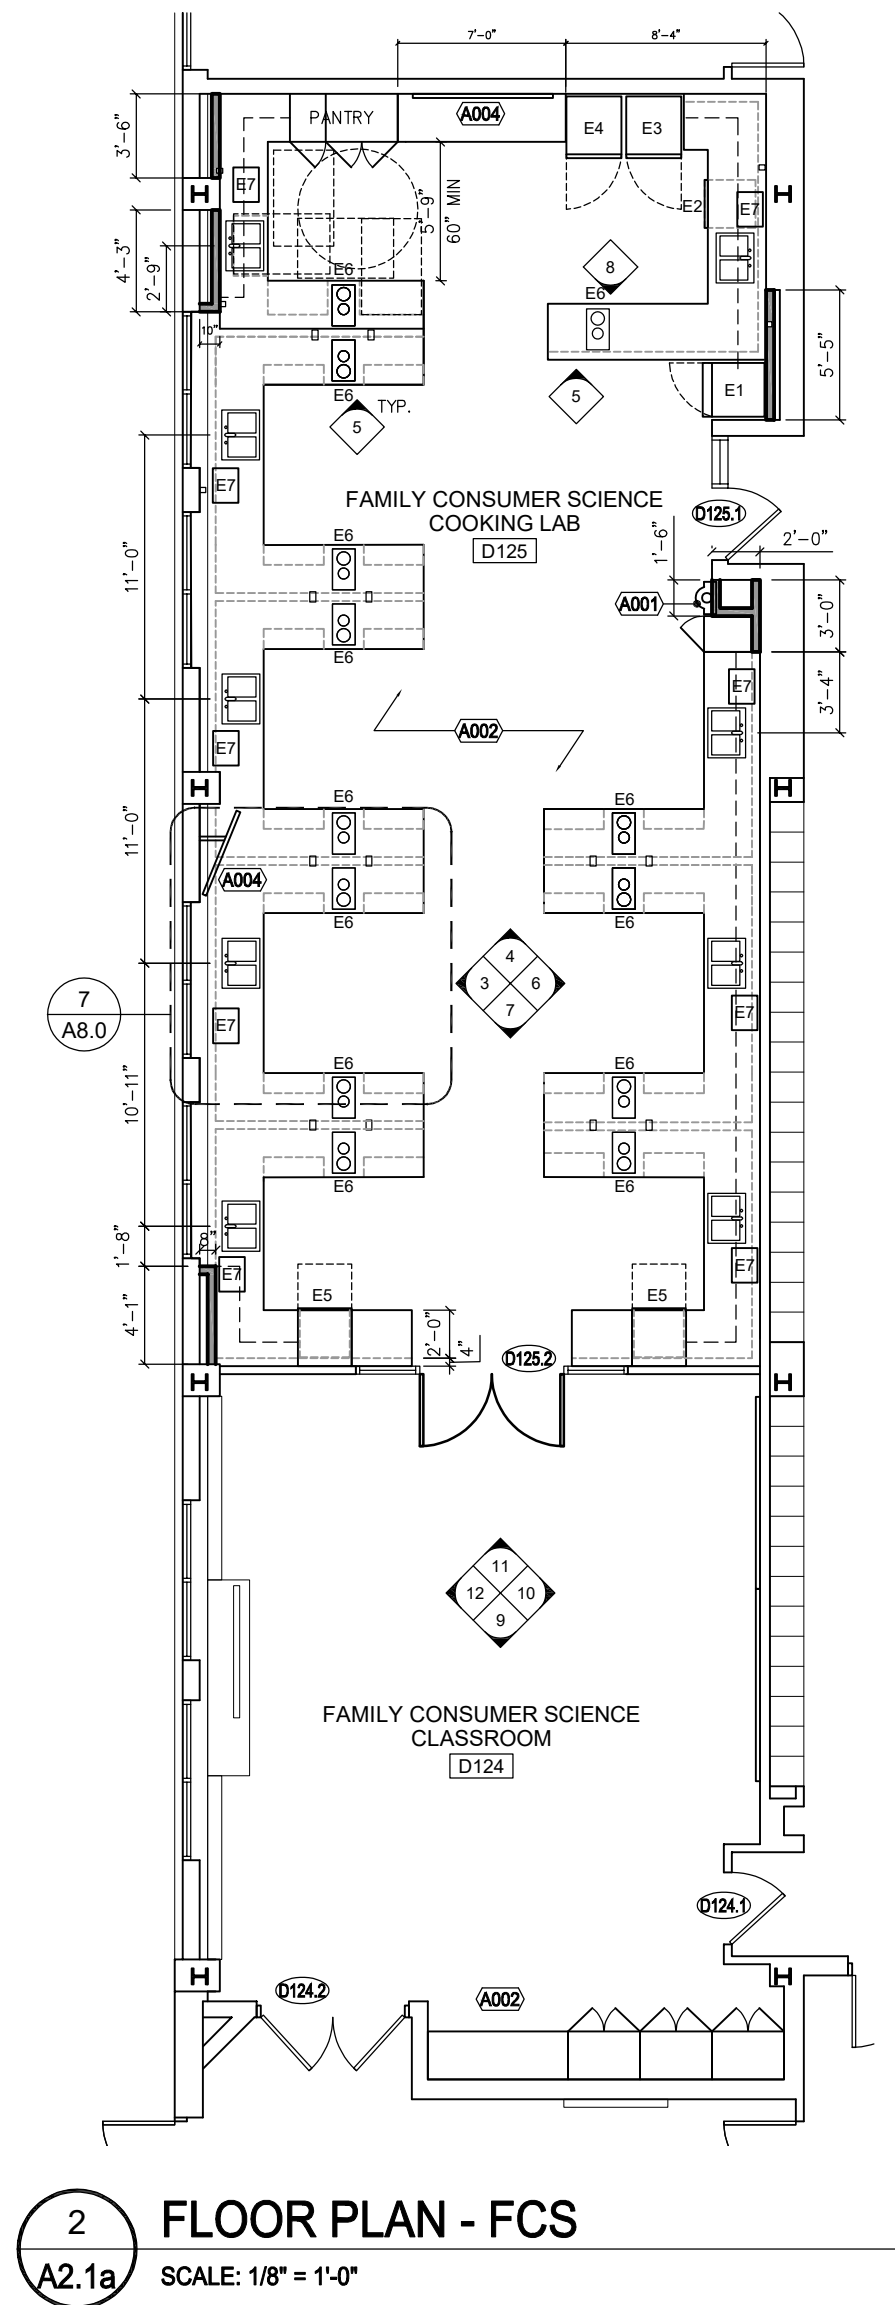 7'-0"
8'-4"
3'-6"
PANTRY
A004
E4
E3
E7
5'-9"
60" MIN
E2
E7
4'-3"
2'-9"
8
E6
E6
10"
E6
TYP.
5
5
E1
5'-5"
E7
FAMILY CONSUMER SCIENCE
COOKING LAB
D125
D125.1
1'-6"
2'-0"
11'-0"
E6
A001
3'-0"
E6
E7
3'-4"
A002
E7
11'-0"
E6
E6
A004
E6
E6
4
3
6
7
7
A8.0
E7
E7
10'-11"
E6
E6
E6
E6
1'-8"
8"
E7
E7
4'-1"
E5
E5
2'-0"
4"
D125.2
11
12
10
9
FAMILY CONSUMER SCIENCE
CLASSROOM
D124
D124.1
D124.2
A002
2
A2.1a
FLOOR PLAN - FCS
SCALE: 1/8" = 1'-0"